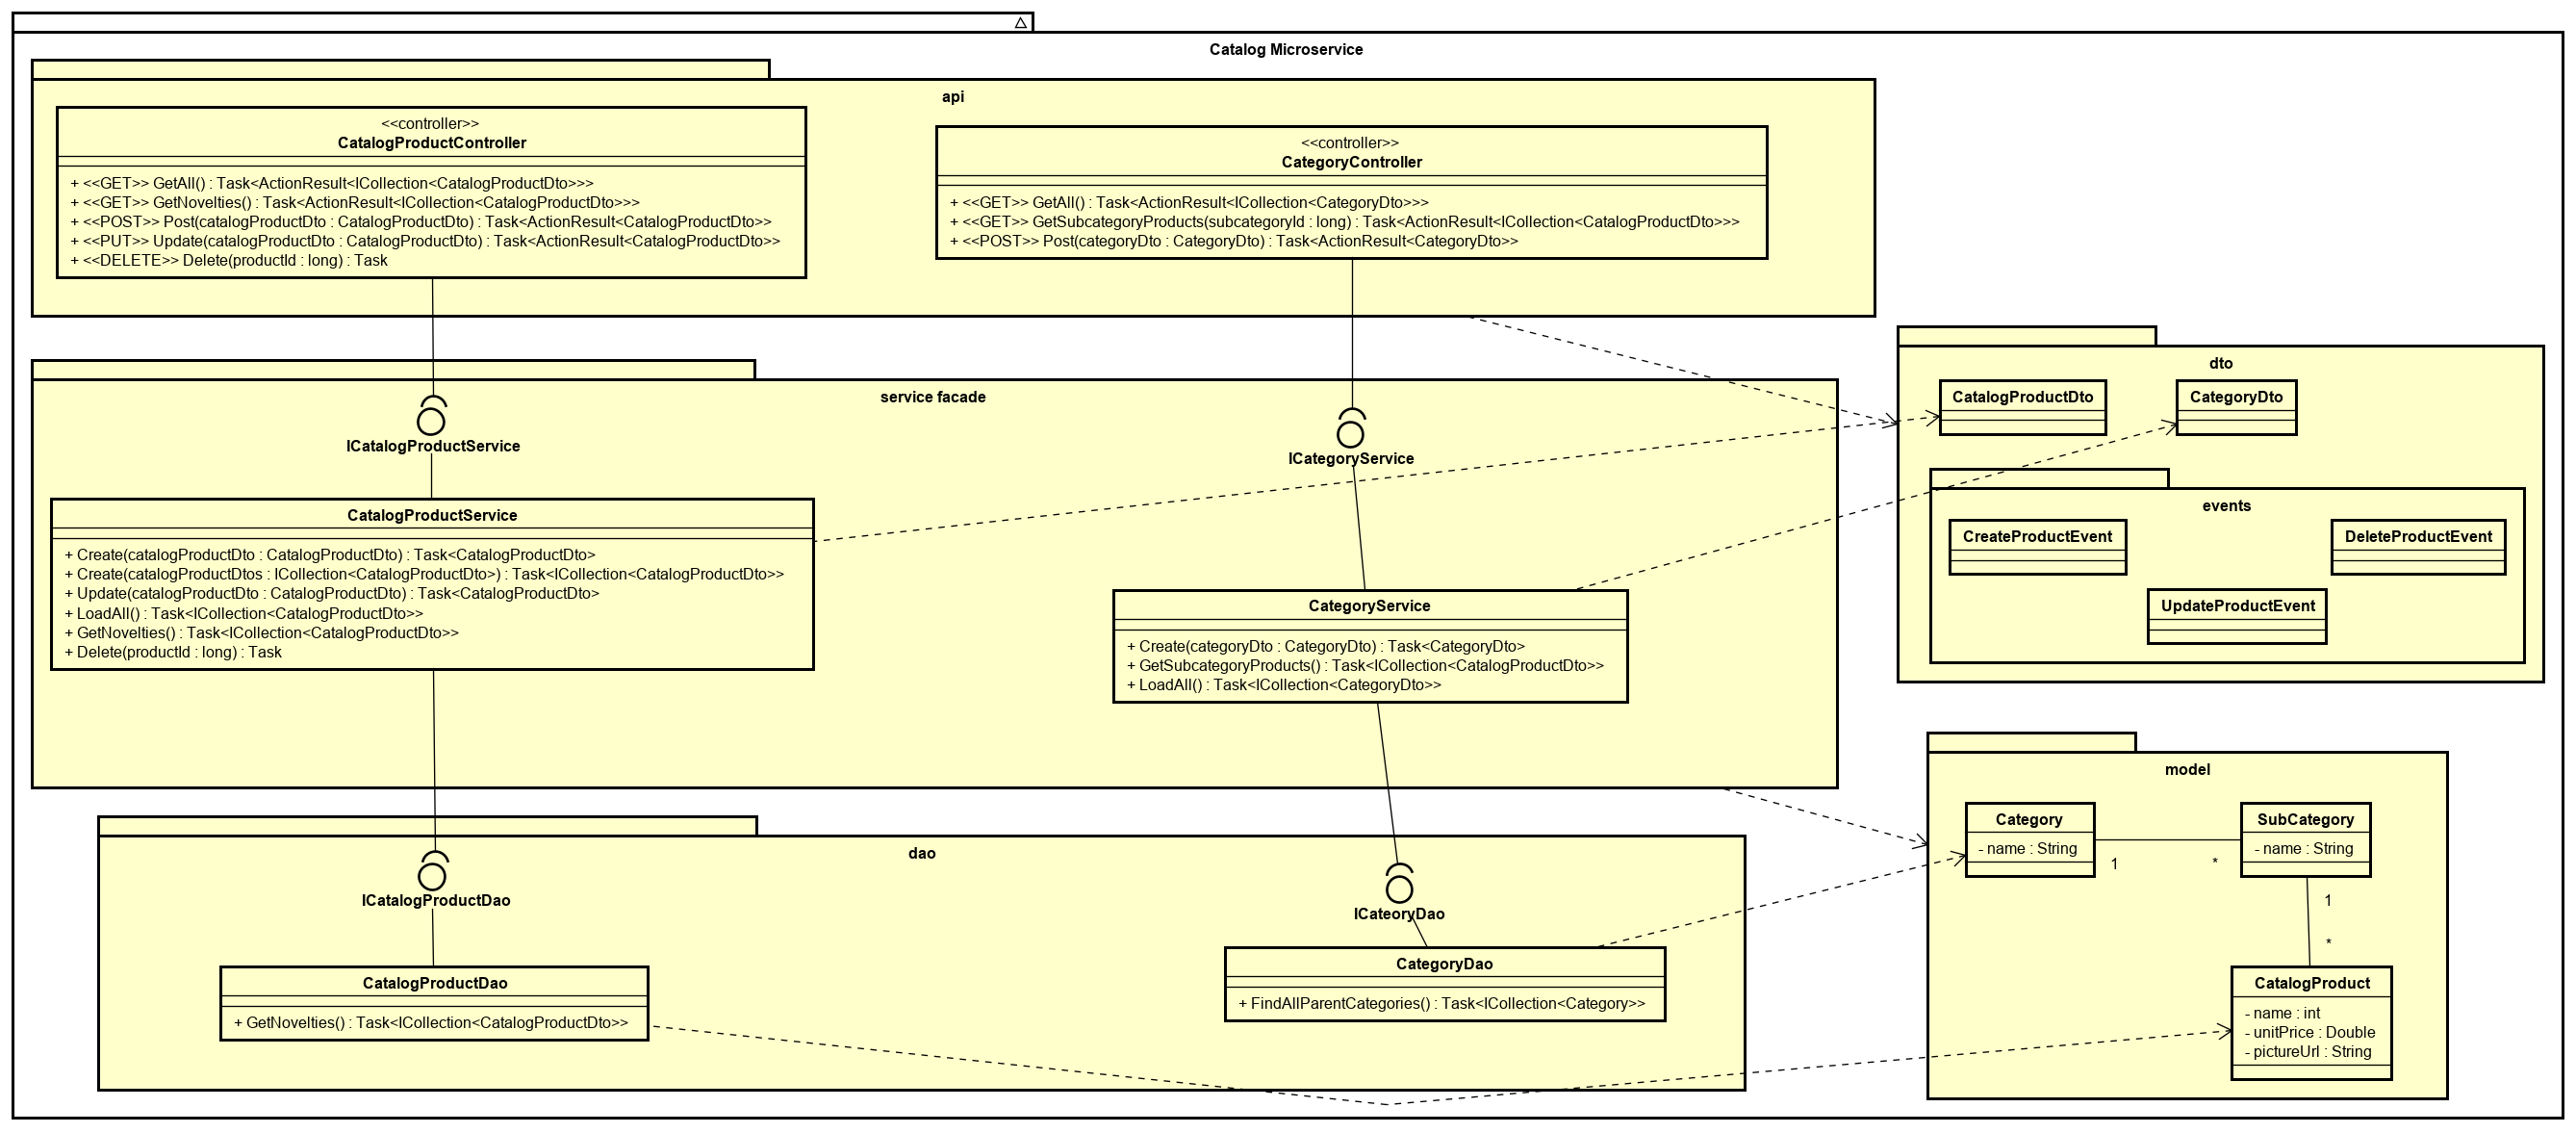 Catalog Microservice
api
<<controller>>
CatalogProductController
+ <<GET>> GetAll() : Task<ActionResult<ICollection<CatalogProductDto>>>
+ <<GET>> GetNovelties() : Task<ActionResult<ICollection<CatalogProductDto>>>
+ <<POST>> Post(catalogProductDto : CatalogProductDto) : Task<ActionResult<CatalogProductDto>>
+ <<PUT>> Update(catalogProductDto : CatalogProductDto) : Task<ActionResult<CatalogProductDto>>
+ <<DELETE>> Delete(productId : long) : Task
<<controller>>
CategoryController
+ <<GET>> GetAll() : Task<ActionResult<ICollection<CategoryDto>>>
+ <<GET>> GetSubcategoryProducts(subcategoryId : long) : Task<ActionResult<ICollection<CatalogProductDto>>>
+ <<POST>> Post(categoryDto : CategoryDto) : Task<ActionResult<CategoryDto>>
service facade
ICatalogProductService
ICategoryService
CatalogProductService
+ Create(catalogProductDto : CatalogProductDto) : Task<CatalogProductDto>
+ Create(catalogProductDtos : ICollection<CatalogProductDto>) : Task<ICollection<CatalogProductDto>>
+ Update(catalogProductDto : CatalogProductDto) : Task<CatalogProductDto>
+ LoadAll() : Task<ICollection<CatalogProductDto>>
+ GetNovelties() : Task<ICollection<CatalogProductDto>>
+ Delete(productId : long) : Task
CategoryService
+ Create(categoryDto : CategoryDto) : Task<CategoryDto>
+ GetSubcategoryProducts() : Task<ICollection<CatalogProductDto>>
+ LoadAll() : Task<ICollection<CategoryDto>>
dto
CatalogProductDto
CategoryDto
events
CreateProductEvent
DeleteProductEvent
UpdateProductEvent
dao
ICatalogProductDao
ICateoryDao
CatalogProductDao
+ GetNovelties() : Task<ICollection<CatalogProductDto>>
CategoryDao
+ FindAllParentCategories() : Task<ICollection<Category>>
model
Category
- name : String
SubCategory
- name : String
1
*
1
*
CatalogProduct
- name : int
- unitPrice : Double
- pictureUrl : String